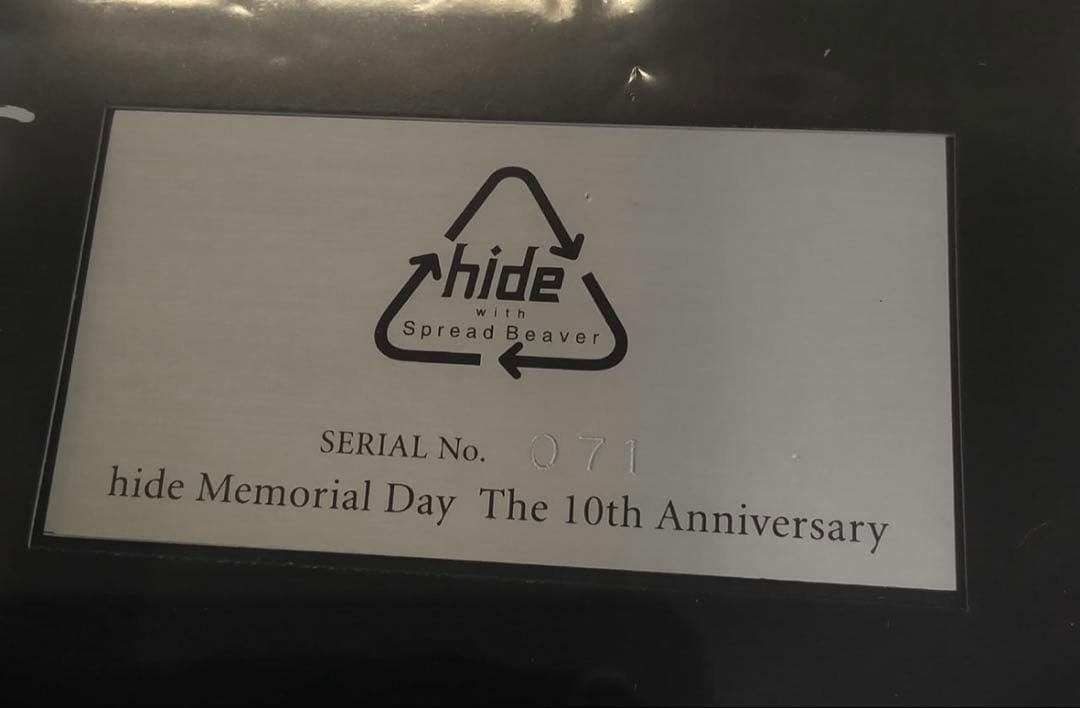 hide
with
Spread Beaver
SERIAL No. 071
hide Memorial Day The 10th Anniversary